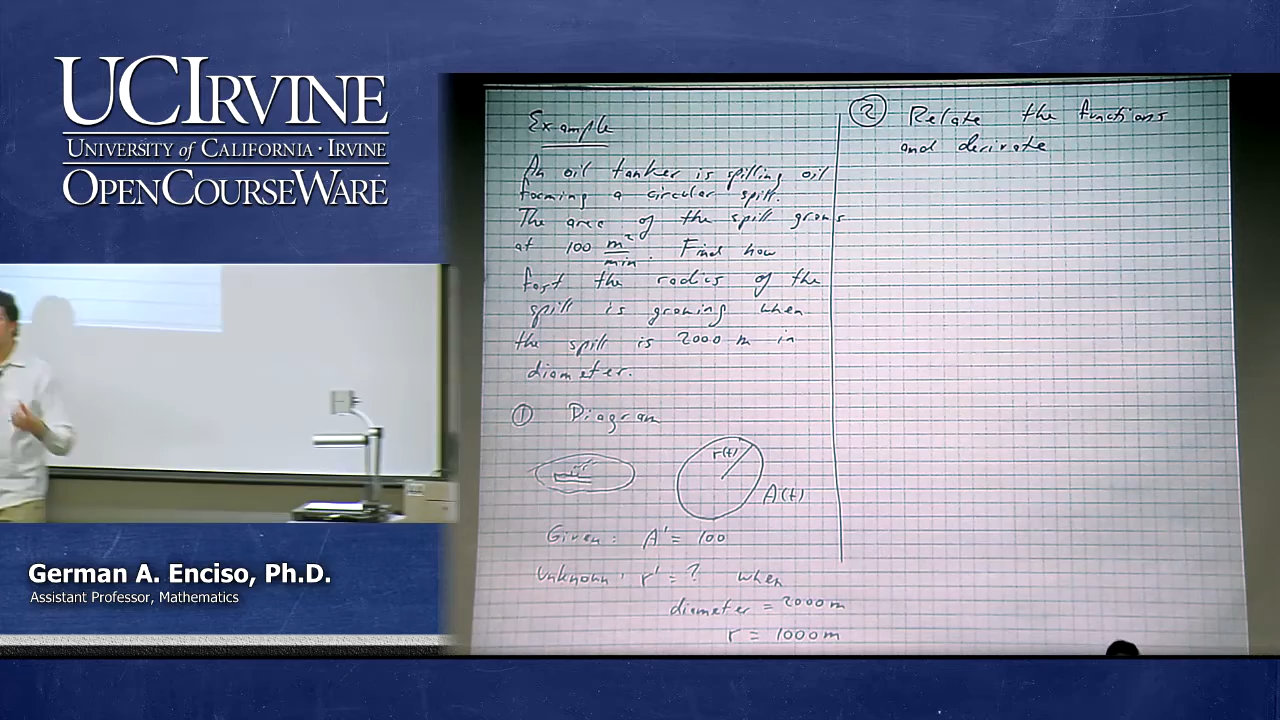 UCIRVINE
UNIVERSITY of CALIFORNIA · IRVINE
OPENCOURSEWARE
German A. Enciso, Ph.D.
Assistant Professor, Mathematics
Example
An oil tanker is spilling oil
forming a circular spill.
The area of the spill grows
at 100 m²/min. Find how
fast the radius of the
spill is growing when
the spill is 2000 m in
diameter.
① Diagram
r(t)
A(t)
Given: A' = 100
Unknown: r' = ? when
diameter = 2000 m
r = 1000 m
② Relate the functions
and derivate